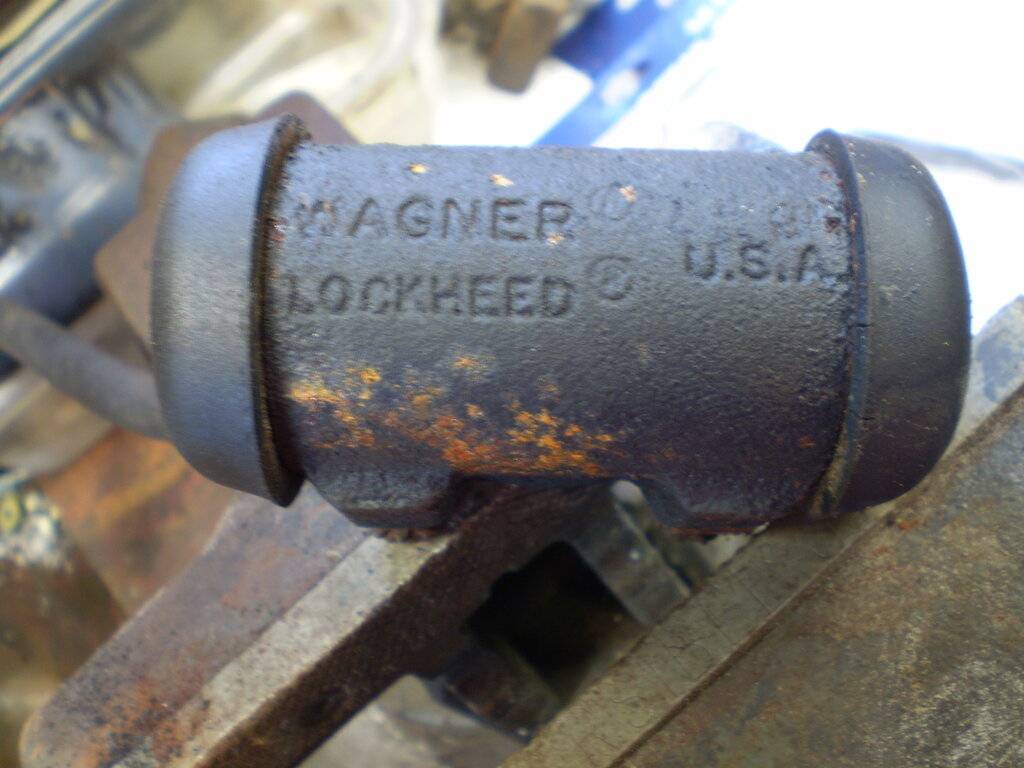 WAGNER ®
LOCKHEED ®
U.S.A.